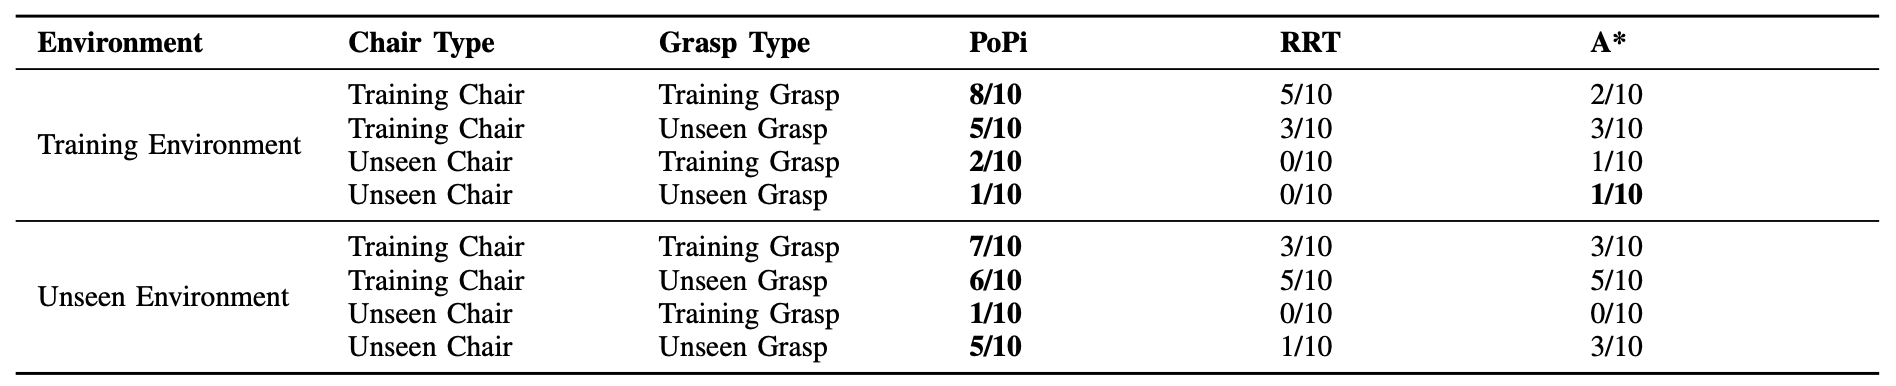 Environment Chair Type Grasp Type PoPi RRT A*
Training Chair Training Grasp 8/10 5/10 2/10
Training Chair Unseen Grasp 5/10 3/10 3/10
Training Environment
Unseen Chair Training Grasp 2/10 0/10 1/10
Unseen Chair Unseen Grasp 1/10 0/10 1/10
Training Chair Training Grasp 7/10 3/10 3/10
Training Chair Unseen Grasp 6/10 5/10 5/10
Unseen Environment
Unseen Chair Training Grasp 1/10 0/10 0/10
Unseen Chair Unseen Grasp 5/10 1/10 3/10